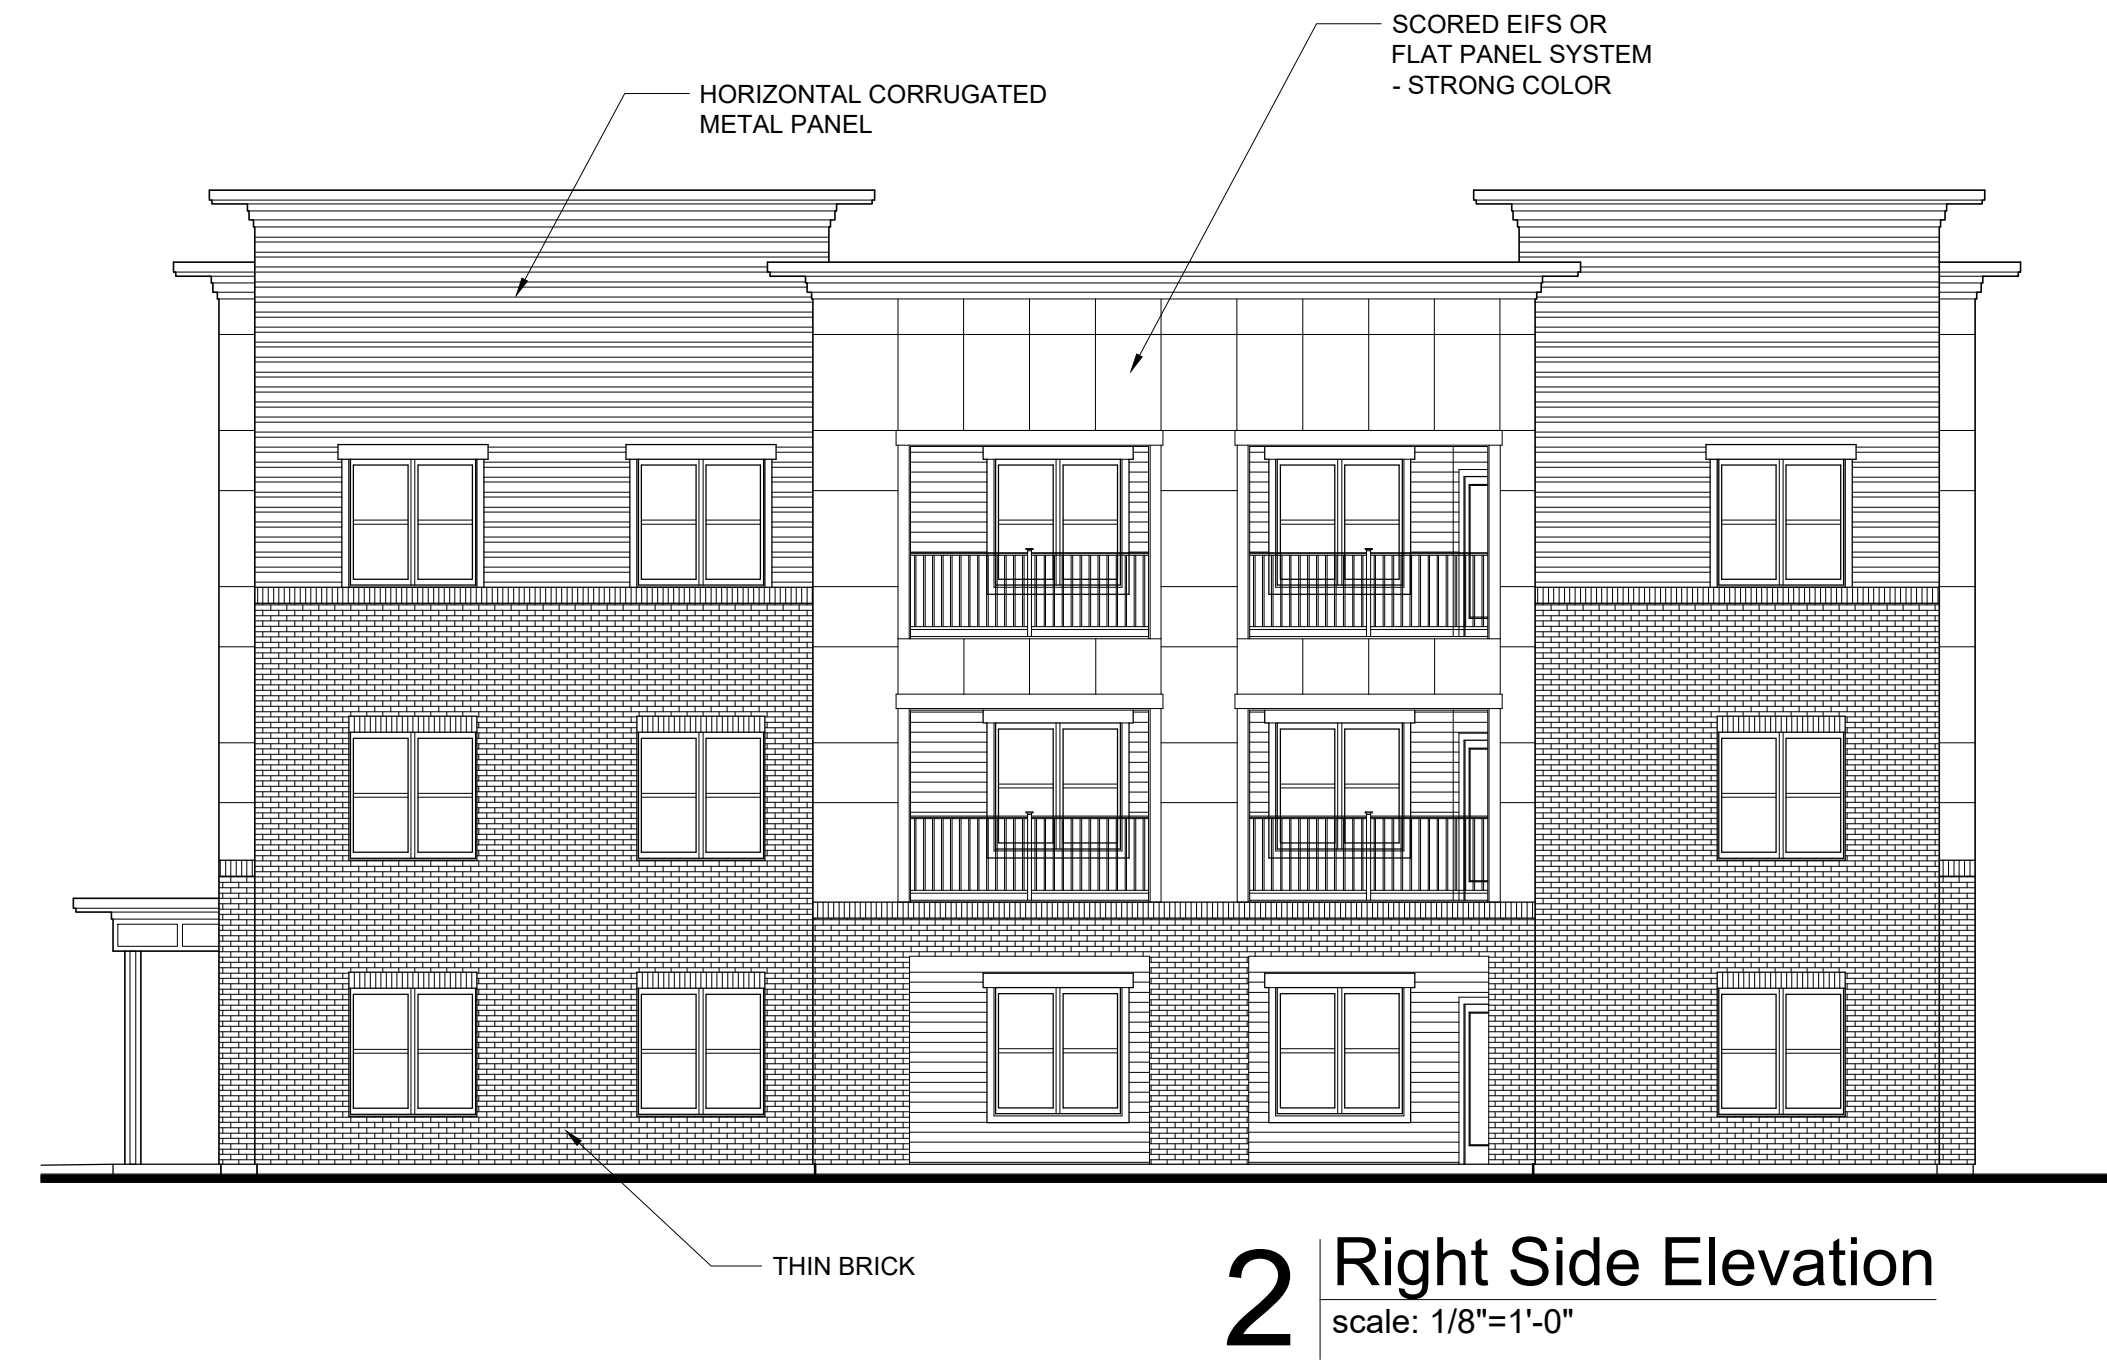 SCORED EIFS OR
FLAT PANEL SYSTEM
- STRONG COLOR
HORIZONTAL CORRUGATED
METAL PANEL
THIN BRICK
2
Right Side Elevation
scale: 1/8"=1'-0"